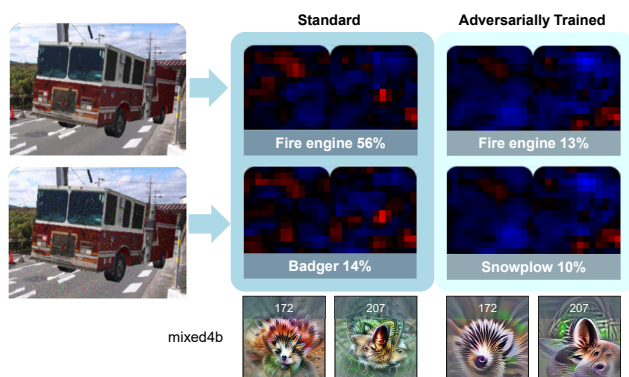 Standard
Adversarially Trained
Fire engine 56%
Fire engine 13%
Badger 14%
Snowplow 10%
mixed4b
172
207
172
207